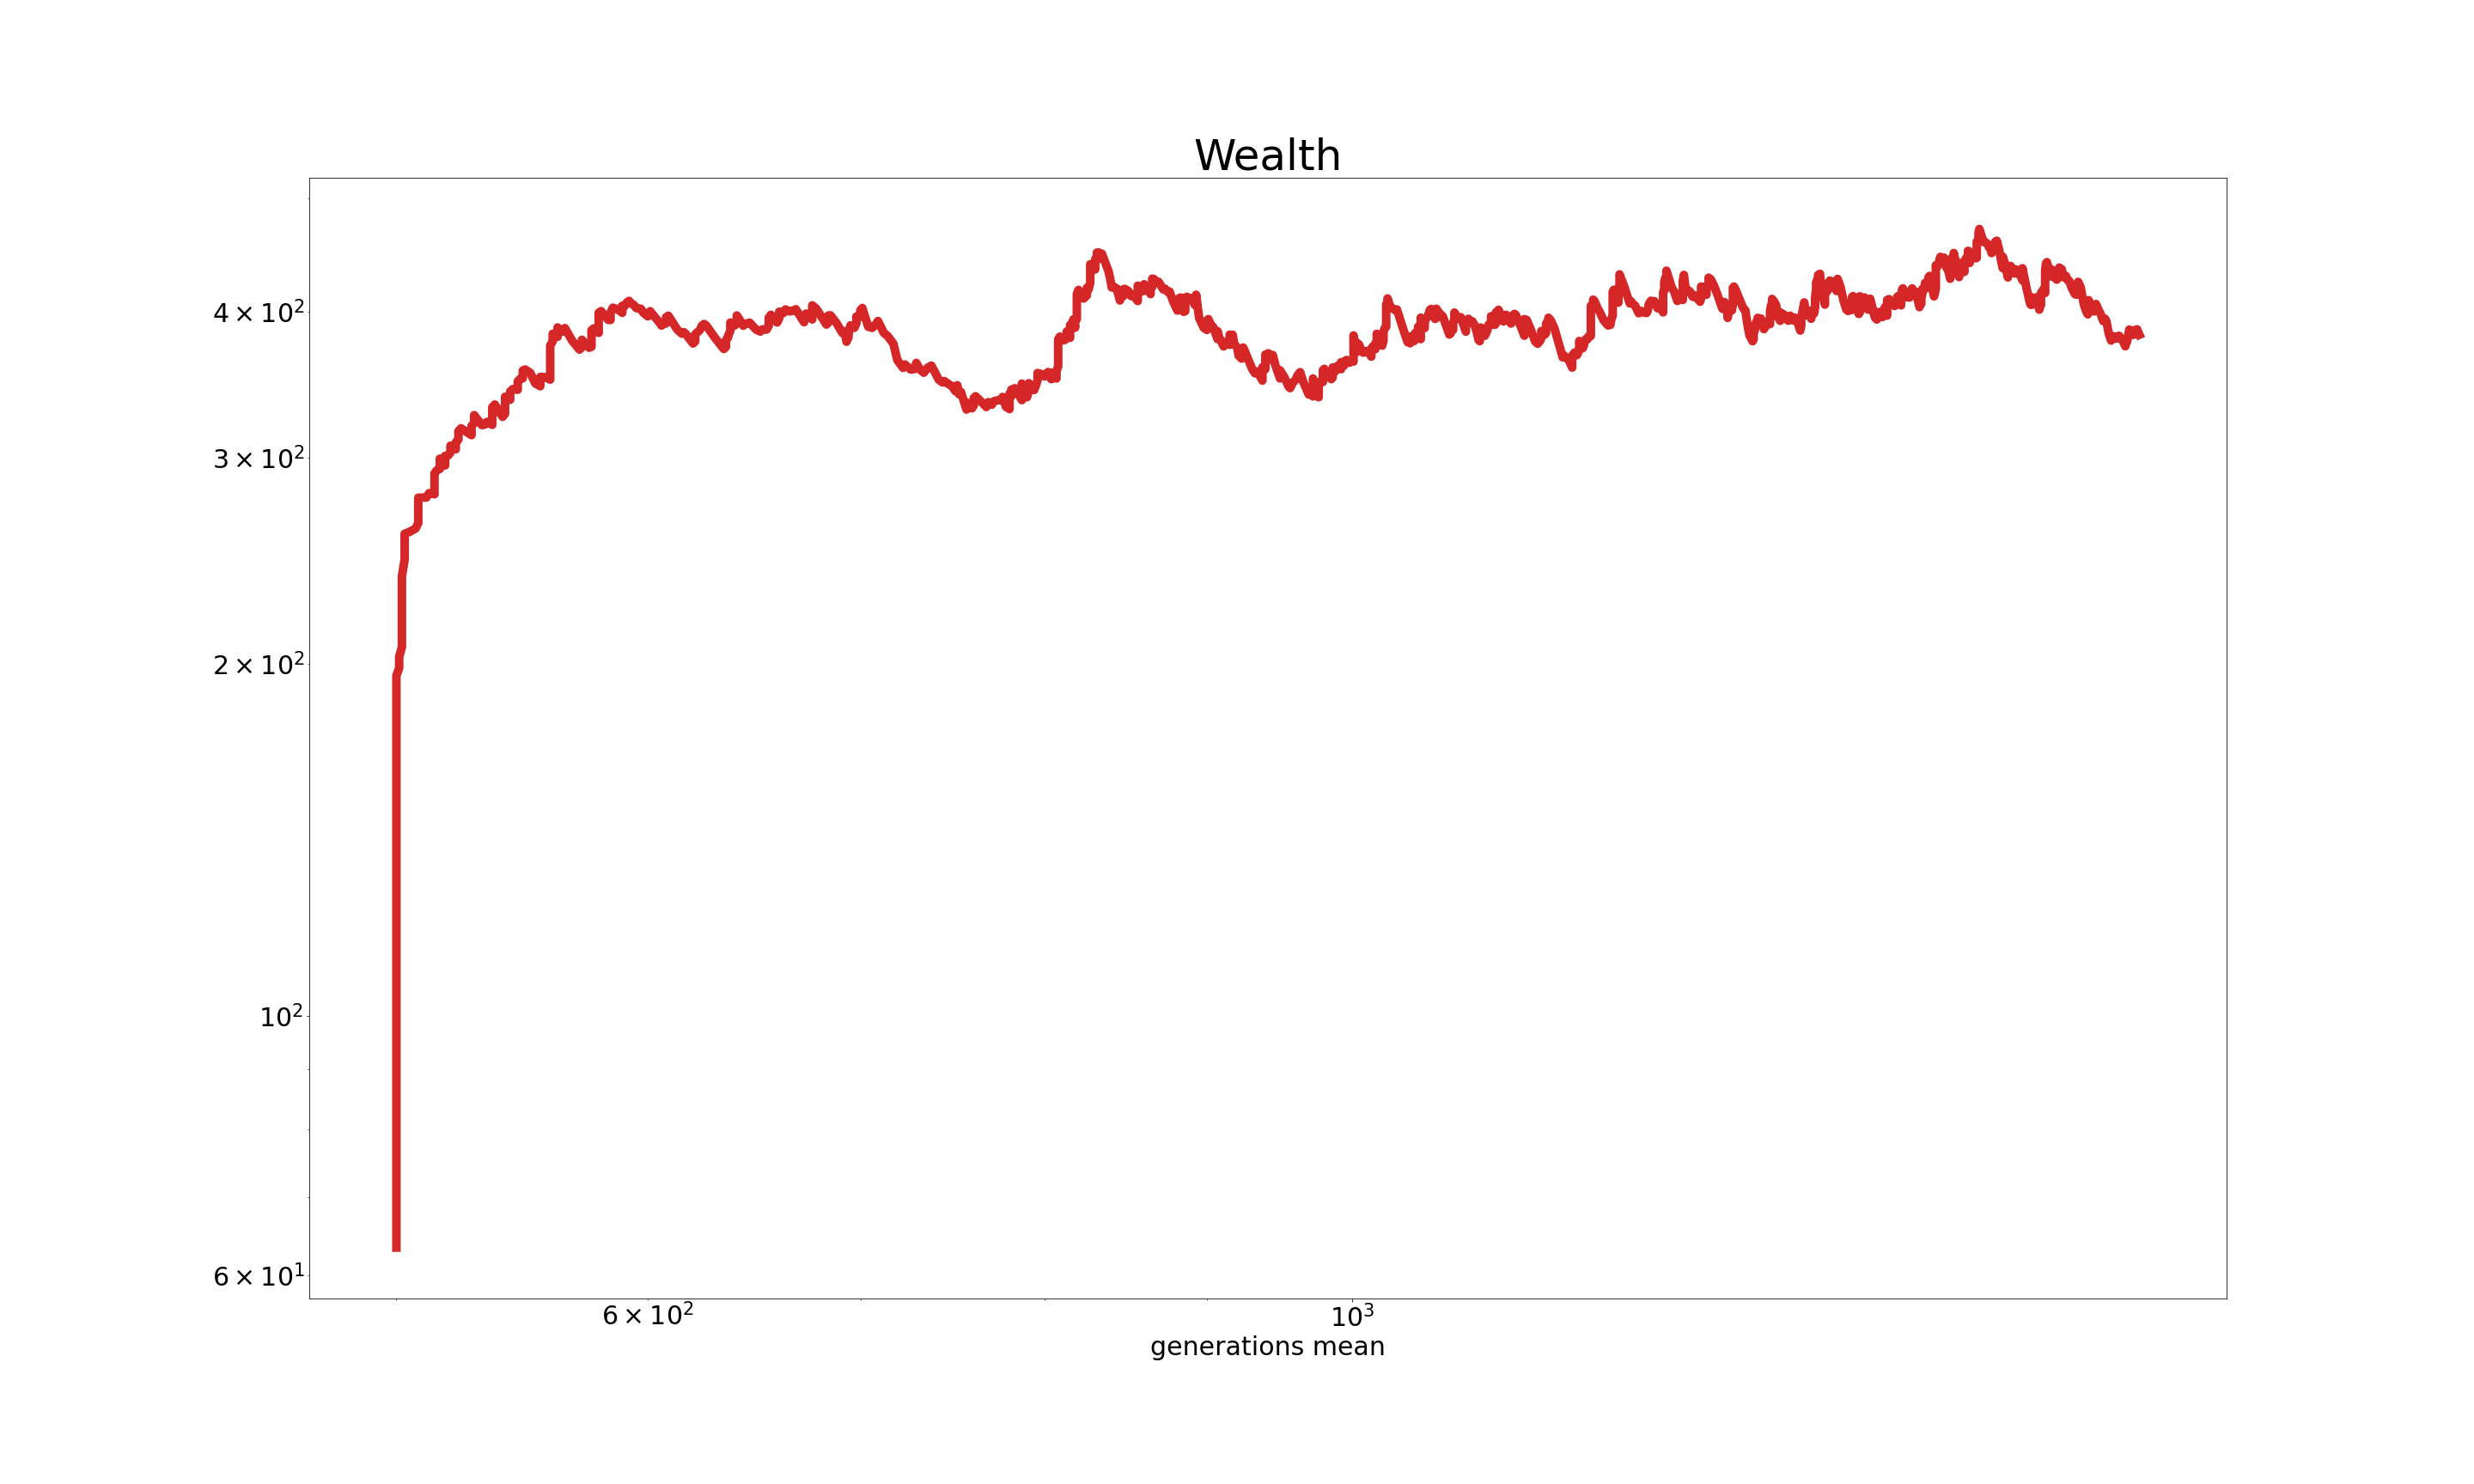 Wealth
4 × 10²
3 × 10²
2 × 10²
10²
6 × 10¹
6 × 10² 10³
generations mean